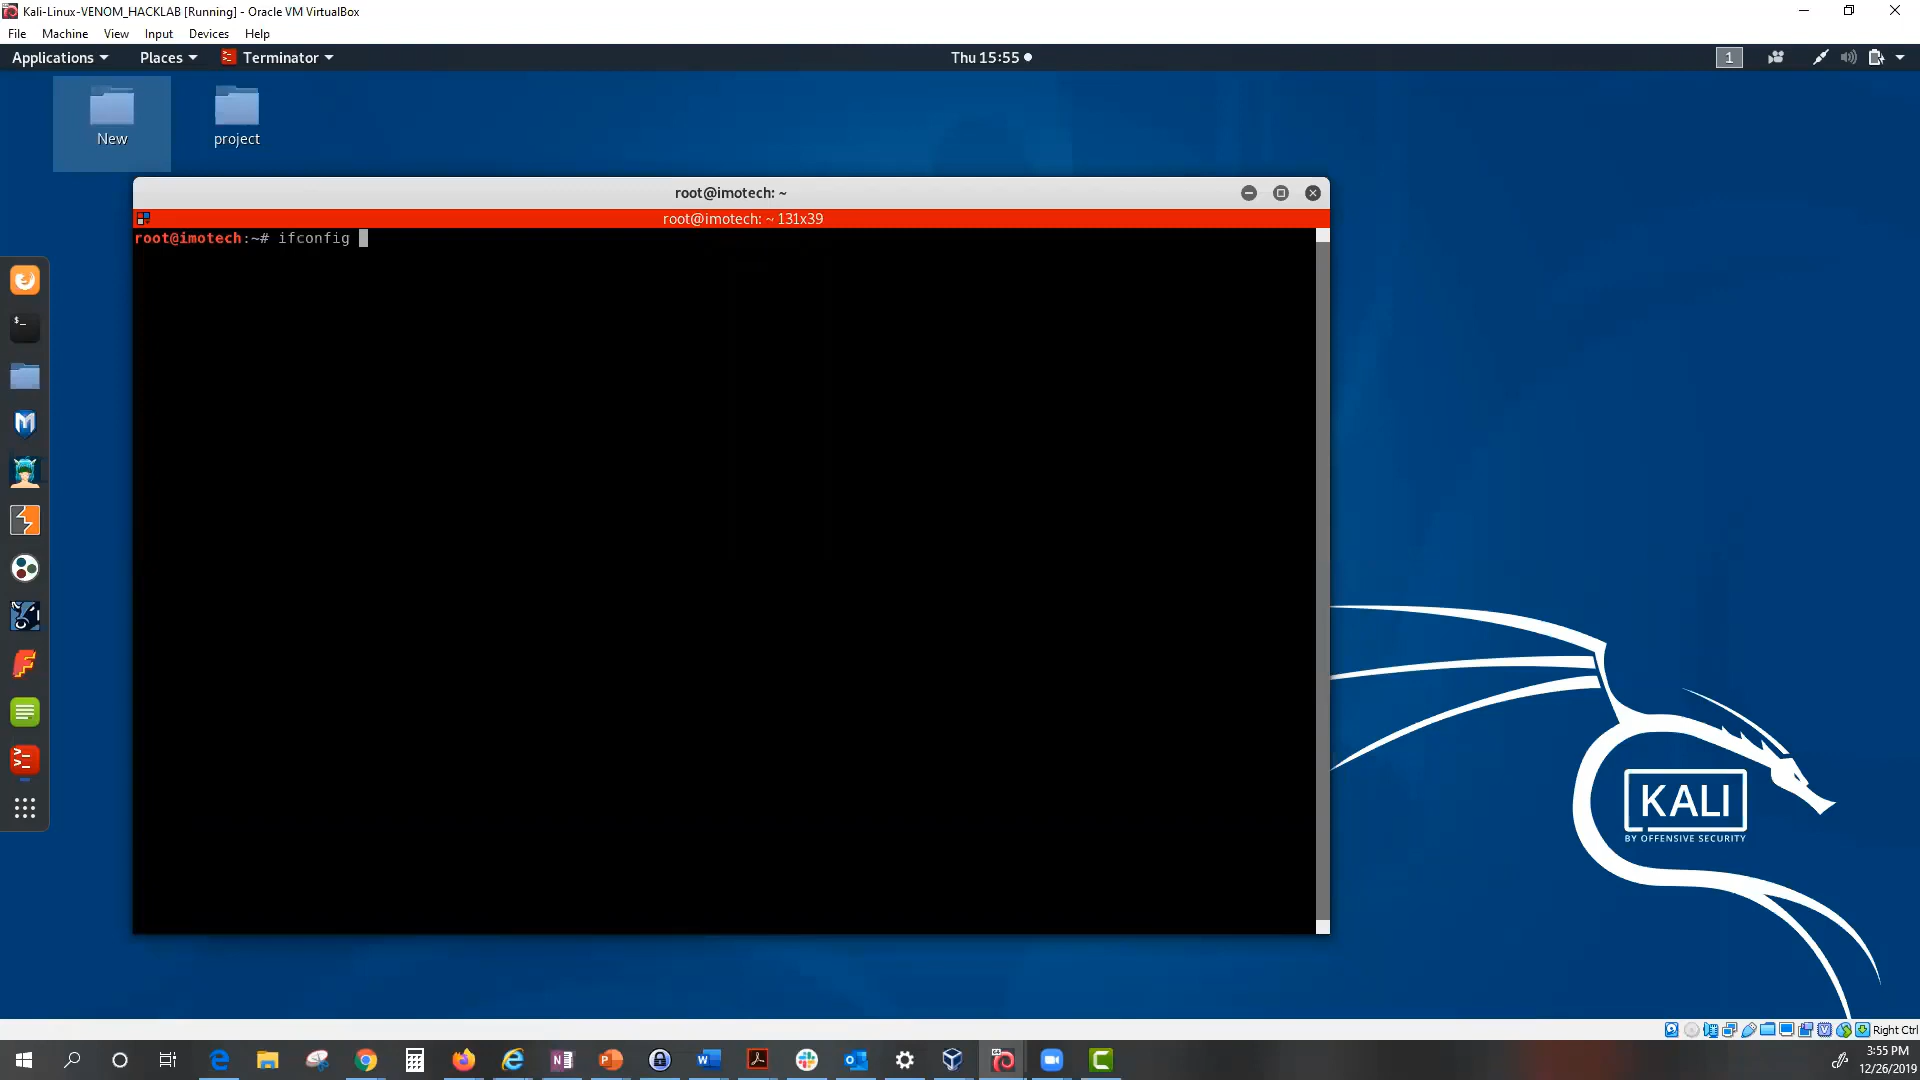 Kali-Linux-VENOM_HACKLAB [Running] - Oracle VM VirtualBox
File Machine View Input Devices Help
Applications Places Terminator Thu 15:55 1
New project
root@imotech: ~
root@imotech: ~ 131x39
root@imotech:~# ifconfig
KALI
BY OFFENSIVE SECURITY
Right Ctrl
3:55 PM
12/26/2019